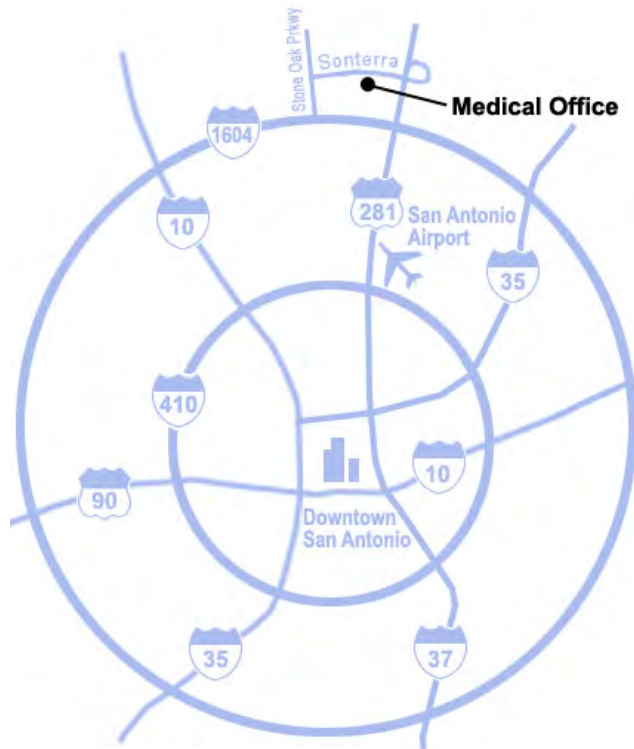 Stone Oak Prkwy
Sonterra
Medical Office
1604
10
281
San Antonio
Airport
35
410
10
90
Downtown
San Antonio
35
37